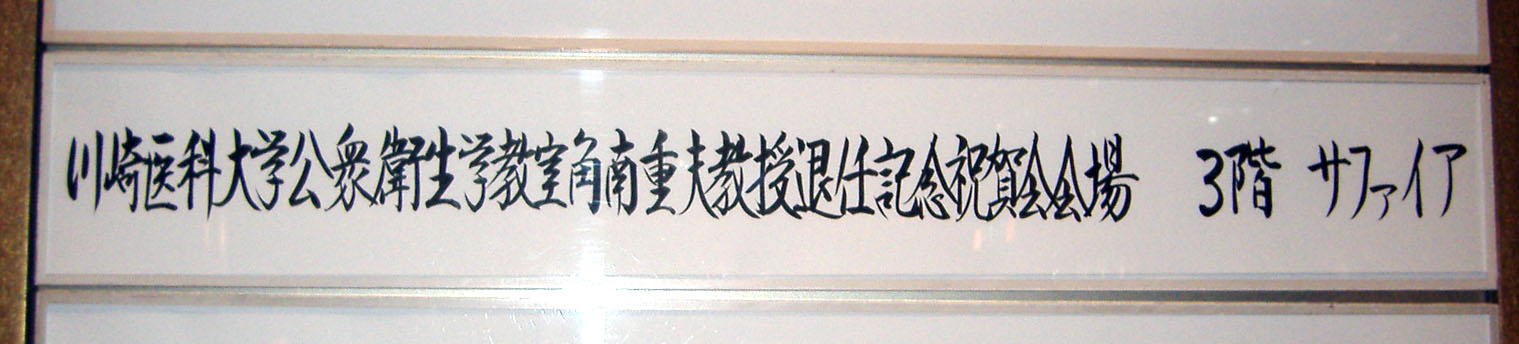 川崎医科大学公衆衛生学教室角南重夫教授退任記念祝賀会会場 3階 サファイア